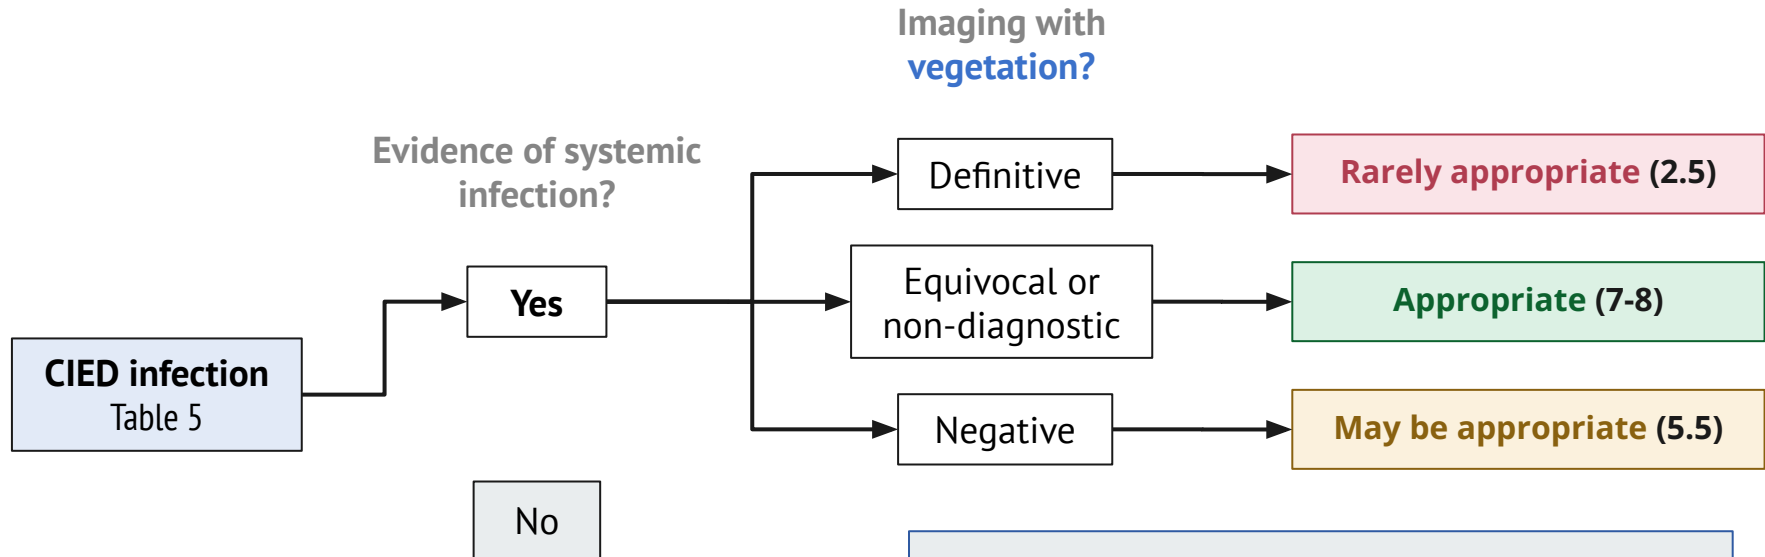 Imaging with
vegetation?
Evidence of systemic
infection?
Definitive
Rarely appropriate (2.5)
Yes
Equivocal or
non-diagnostic
Appropriate (7-8)
CIED infection
Table 5
Negative
May be appropriate (5.5)
No